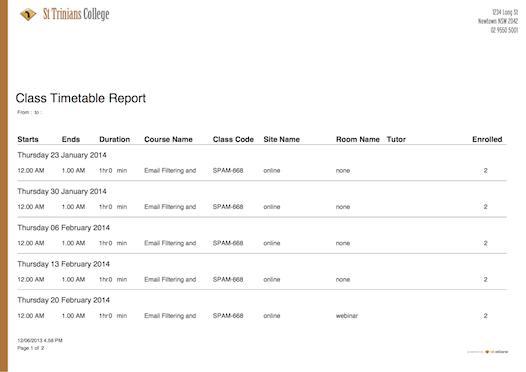 St Trinians College
1234 Long St
Newtown NSW 2042
02 9550 5001
Class Timetable Report
From : to :
Starts Ends Duration Course Name Class Code Site Name Room Name Tutor Enrolled
Thursday 23 January 2014
12.00 AM 1.00 AM 1hr0 min Email Filtering and SPAM-668 online none 2
Thursday 30 January 2014
12.00 AM 1.00 AM 1hr0 min Email Filtering and SPAM-668 online none 2
Thursday 06 February 2014
12.00 AM 1.00 AM 1hr0 min Email Filtering and SPAM-668 online none 2
Thursday 13 February 2014
12.00 AM 1.00 AM 1hr0 min Email Filtering and SPAM-668 online none 2
Thursday 20 February 2014
12.00 AM 1.00 AM 1hr0 min Email Filtering and SPAM-668 online webinar 2
12/06/2013 4.58 PM
Page 1 of 2